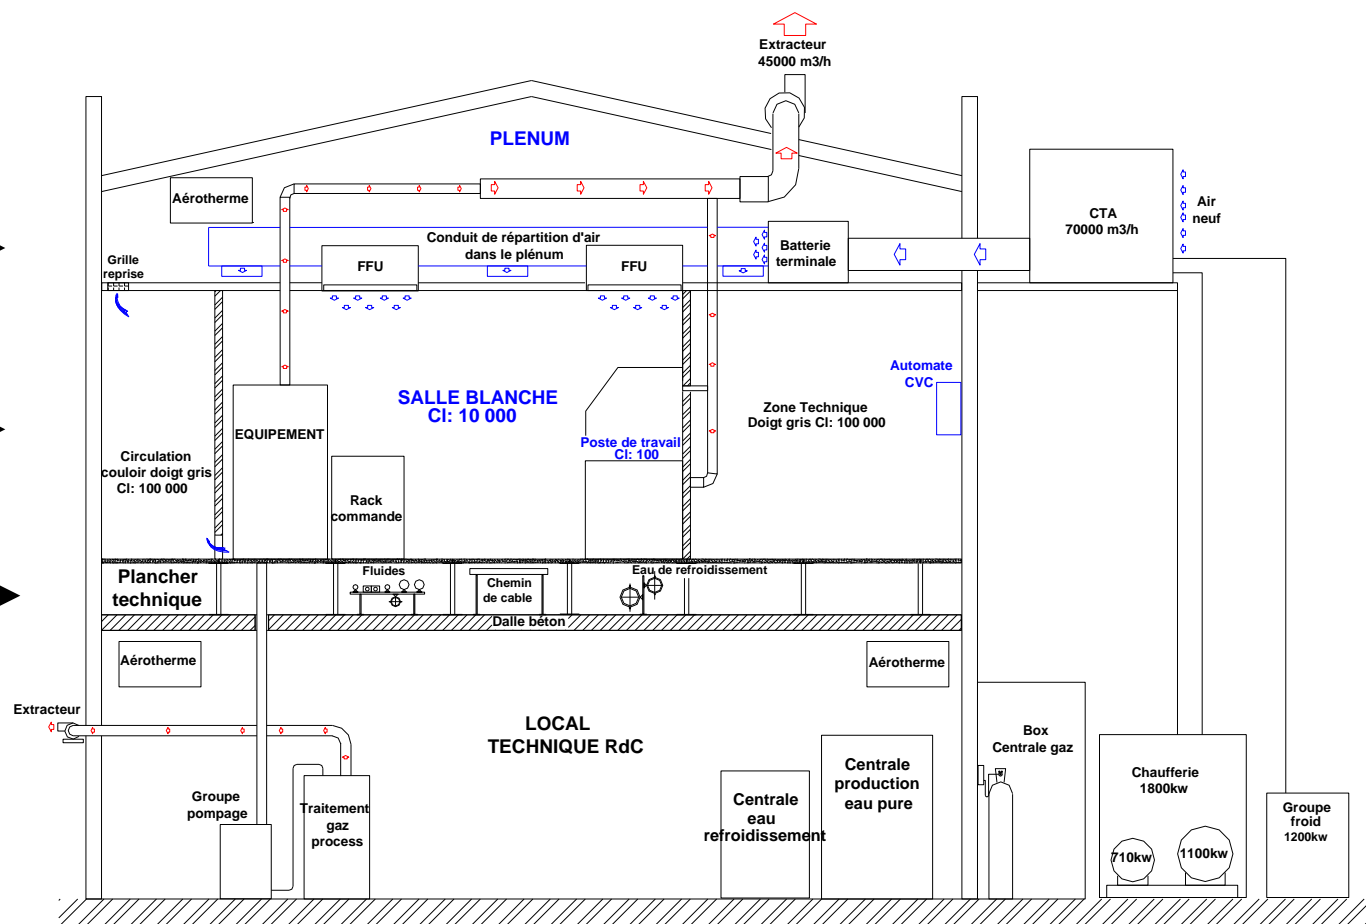 Extracteur
45000 m3/h
PLENUM
Aérotherme
CTA
70000 m3/h
Air
neuf
Conduit de répartition d'air
dans le plénum
Batterie
terminale
Grille
reprise
FFU
FFU
Automate
CVC
SALLE BLANCHE
Cl: 10 000
Zone Technique
Doigt gris Cl: 100 000
EQUIPEMENT
Poste de travail
Cl: 100
Circulation
couloir doigt gris
Cl: 100 000
Rack
commande
Plancher
technique
Fluides
Chemin
de cable
Eau de refroidissement
Dalle béton
Aérotherme
Aérotherme
Extracteur
LOCAL
TECHNIQUE RdC
Box
Centrale gaz
Centrale
production
eau pure
Chaufferie
1800kw
Groupe
pompage
Traitement
gaz
process
Centrale
eau
refroidissement
Groupe
froid
1200kw
710kw
1100kw